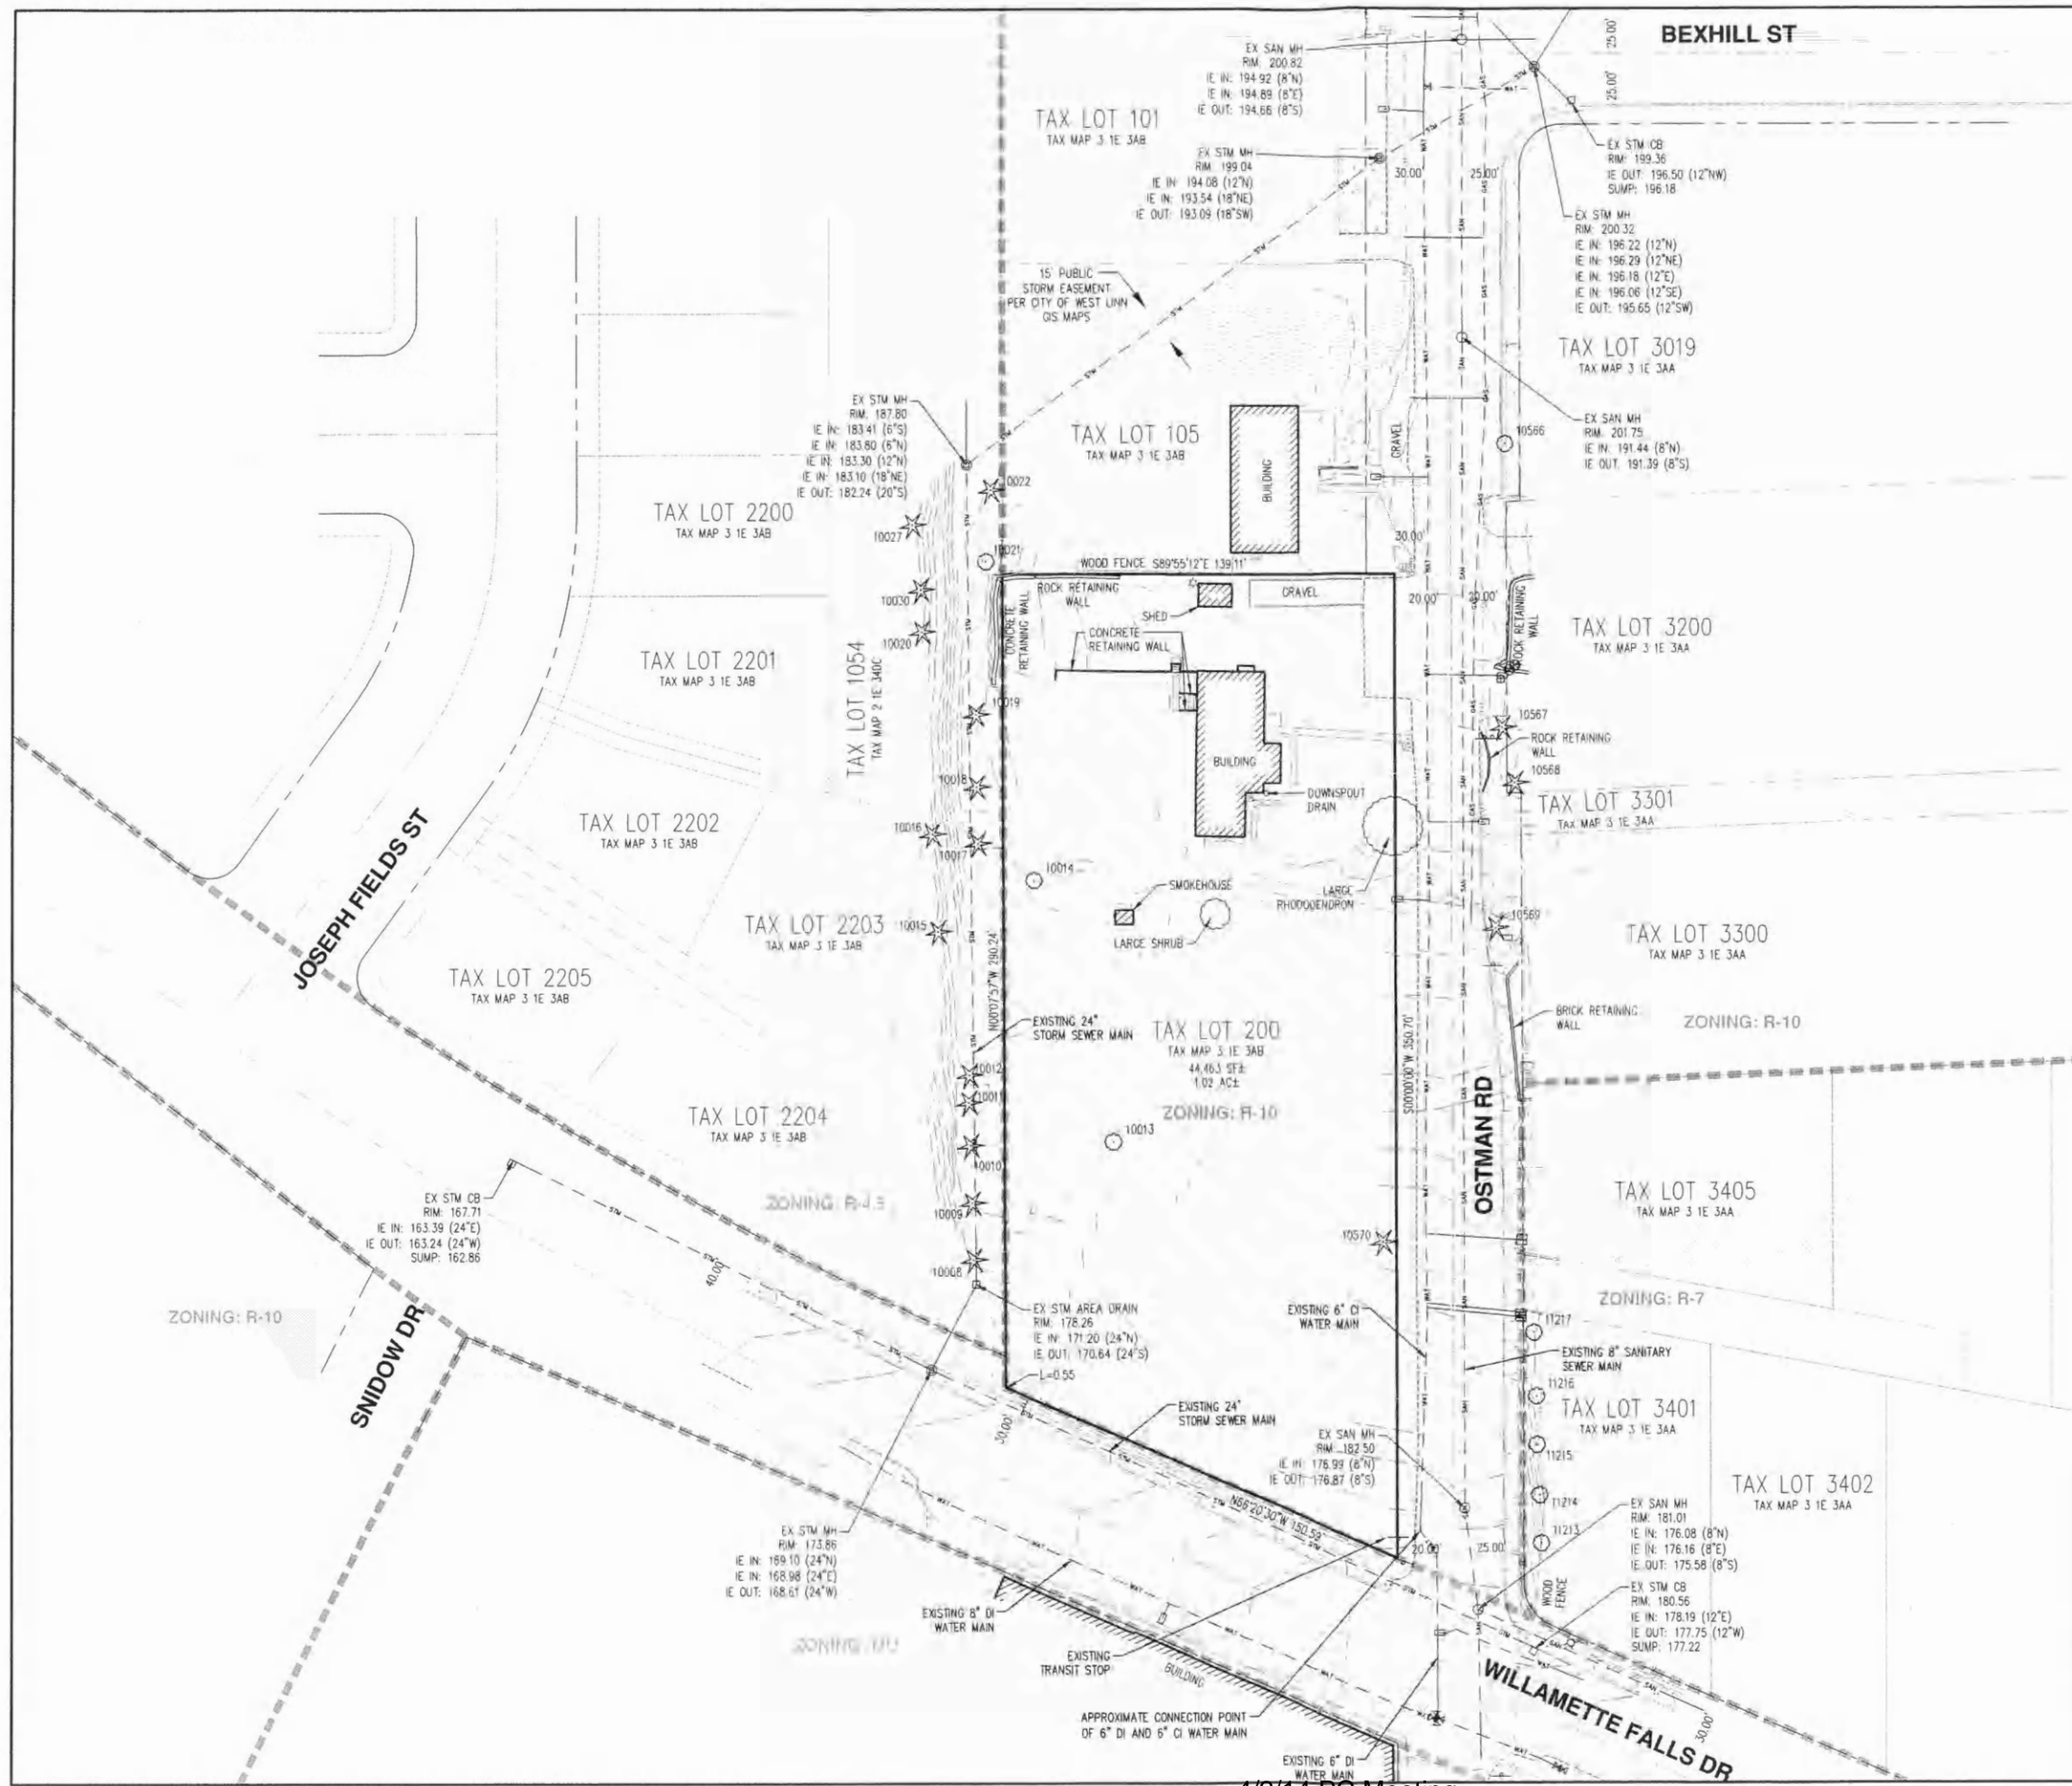 BEXHILL ST
25.00'
25.00'
EX SAN MH
RIM: 200.82
IE IN: 194.92 (8"N)
IE IN: 194.89 (8"E)
IE OUT: 194.66 (8"S)
TAX LOT 101
TAX MAP 3 1E 3AB
EX STM MH
RIM: 199.04
IE IN: 194.08 (12"N)
IE IN: 193.54 (18"NE)
IE OUT: 193.09 (18"SW)
30.00'
25.00'
EX STM CB
RIM: 199.36
IE OUT: 196.50 (12"NW)
SUMP: 196.18
EX STM MH
RIM: 200.32
IE IN: 196.22 (12"N)
IE IN: 196.29 (12"NE)
IE IN: 196.18 (12"E)
IE IN: 196.06 (12"SE)
IE OUT: 195.65 (12"SW)
15' PUBLIC
STORM EASEMENT
PER CITY OF WEST LINN
GIS MAPS
TAX LOT 3019
TAX MAP 3 1E 3AA
EX STM MH
RIM: 187.80
IE IN: 183.41 (6"S)
IE IN: 183.80 (6"N)
IE IN: 183.30 (12"N)
IE IN: 183.10 (18"NE)
IE OUT: 182.24 (20"S)
TAX LOT 105
TAX MAP 3 1E 3AB
BUILDING
GRAVEL
10566
EX SAN MH
RIM: 201.75
IE IN: 191.44 (8"N)
IE OUT: 191.39 (8"S)
TAX LOT 2200
TAX MAP 3 1E 3AB
10022
10027
10021
30.00'
WOOD FENCE S89°55'12"E 139.11'
10030
10020
CONCRETE
RETAINING WALL
ROCK RETAINING
WALL
SHED
GRAVEL
20.00'
20.00'
ROCK RETAINING
WALL
TAX LOT 3200
TAX MAP 3 1E 3AA
CONCRETE
RETAINING WALL
TAX LOT 2201
TAX MAP 3 1E 3AB
TAX LOT 1054
TAX MAP 2 1E 34DC
10019
10567
ROCK RETAINING
WALL
10568
BUILDING
10018
DOWNSPOUT
DRAIN
TAX LOT 3301
TAX MAP 3 1E 3AA
TAX LOT 2202
TAX MAP 3 1E 3AB
10016
10017
10014
SMOKEHOUSE
LARGE
RHODODENDRON
LARGE SHRUB
JOSEPH FIELDS ST
TAX LOT 2203
TAX MAP 3 1E 3AB
10015
10569
TAX LOT 3300
TAX MAP 3 1E 3AA
TAX LOT 2205
TAX MAP 3 1E 3AB
N00°07'57"W 290.24'
EXISTING 24"
STORM SEWER MAIN
TAX LOT 200
TAX MAP 3 1E 3AB
44,463 SF±
1.02 AC±
ZONING: R-10
S00°00'00"W 350.70'
BRICK RETAINING
WALL
ZONING: R-10
10012
10011
10010
10009
10008
10013
OSTMAN RD
TAX LOT 2204
TAX MAP 3 1E 3AB
ZONING: R-4.5
EX STM CB
RIM: 167.71
IE IN: 163.39 (24"E)
IE OUT: 163.24 (24"W)
SUMP: 162.86
40.00'
10570
TAX LOT 3405
TAX MAP 3 1E 3AA
ZONING: R-7
ZONING: R-10
SNIDOW DR
EX STM AREA DRAIN
RIM: 178.26
IE IN: 171.20 (24"N)
IE OUT: 170.64 (24"S)
L=0.55
EXISTING 6" CI
WATER MAIN
11217
EXISTING 8" SANITARY
SEWER MAIN
11216
TAX LOT 3401
TAX MAP 3 1E 3AA
11215
30.00'
EXISTING 24"
STORM SEWER MAIN
EX SAN MH
RIM: 182.50
IE IN: 176.99 (8"N)
IE OUT: 176.87 (8"S)
TAX LOT 3402
TAX MAP 3 1E 3AA
11214
11213
N66°20'30"W 150.59'
20.00'
25.00'
EX SAN MH
RIM: 181.01
IE IN: 176.08 (8"N)
IE IN: 176.16 (8"E)
IE OUT: 175.58 (8"S)
WOOD
FENCE
EX STM CB
RIM: 180.56
IE IN: 178.19 (12"E)
IE OUT: 177.75 (12"W)
SUMP: 177.22
EX STM MH
RIM: 173.86
IE IN: 169.10 (24"N)
IE IN: 168.98 (24"E)
IE OUT: 168.61 (24"W)
EXISTING 8" DI
WATER MAIN
ZONING:
EXISTING
TRANSIT STOP
BUILDING
APPROXIMATE CONNECTION POINT
OF 6" DI AND 6" CI WATER MAIN
EXISTING 6" DI
WATER MAIN
WILLAMETTE FALLS DR
30.00'